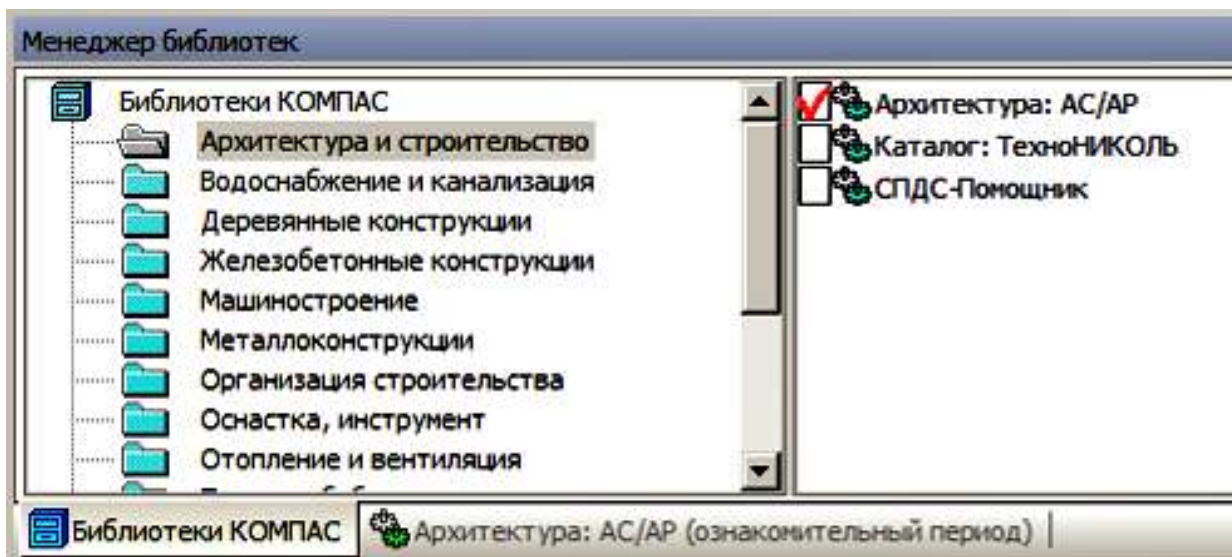 Менеджер библиотек
Библиотеки КОМПАС
Архитектура и строительство
Водоснабжение и канализация
Деревянные конструкции
Железобетонные конструкции
Машиностроение
Металлоконструкции
Организация строительства
Оснастка, инструмент
Отопление и вентиляция
Архитектура: АС/АР
Каталог: ТехноНИКОЛЬ
СПДС-Помощник
Библиотеки КОМПАС Архитектура: АС/АР (ознакомительный период)